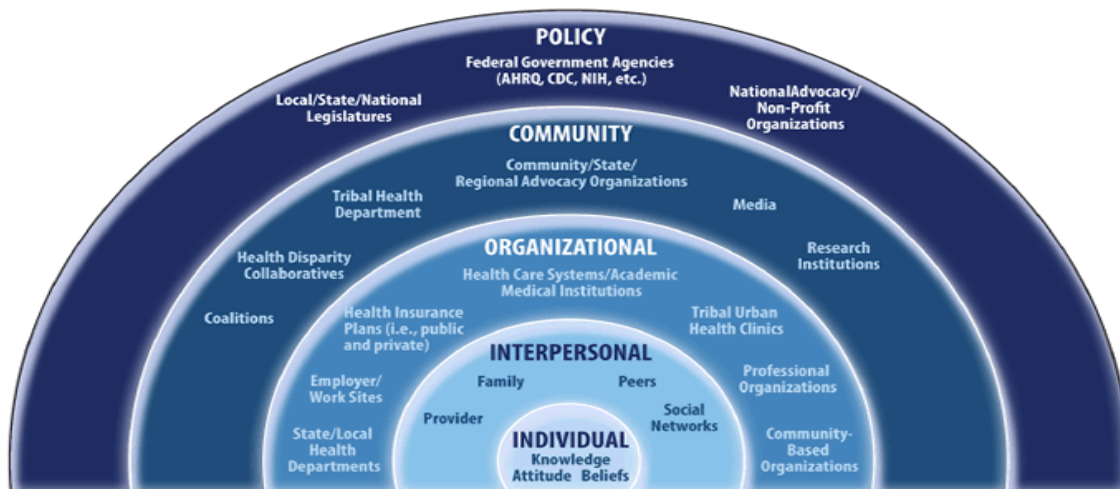 POLICY
Federal Government Agencies
(AHRQ, CDC, NIH, etc.)
Local/State/National
Legislatures
NationalAdvocacy/
Non-Profit
Organizations
COMMUNITY
Community/State/
Regional Advocacy Organizations
Tribal Health
Department
Media
Health Disparity
Collaboratives
Research
Institutions
Coalitions
ORGANIZATIONAL
Health Care Systems/Academic
Medical Institutions
Health Insurance
Plans (i.e., public
and private)
Tribal Urban
Health Clinics
Employer/
Work Sites
Professional
Organizations
State/Local
Health
Departments
Community-
Based
Organizations
INTERPERSONAL
Family
Peers
Provider
Social
Networks
INDIVIDUAL
Knowledge
Attitude Beliefs